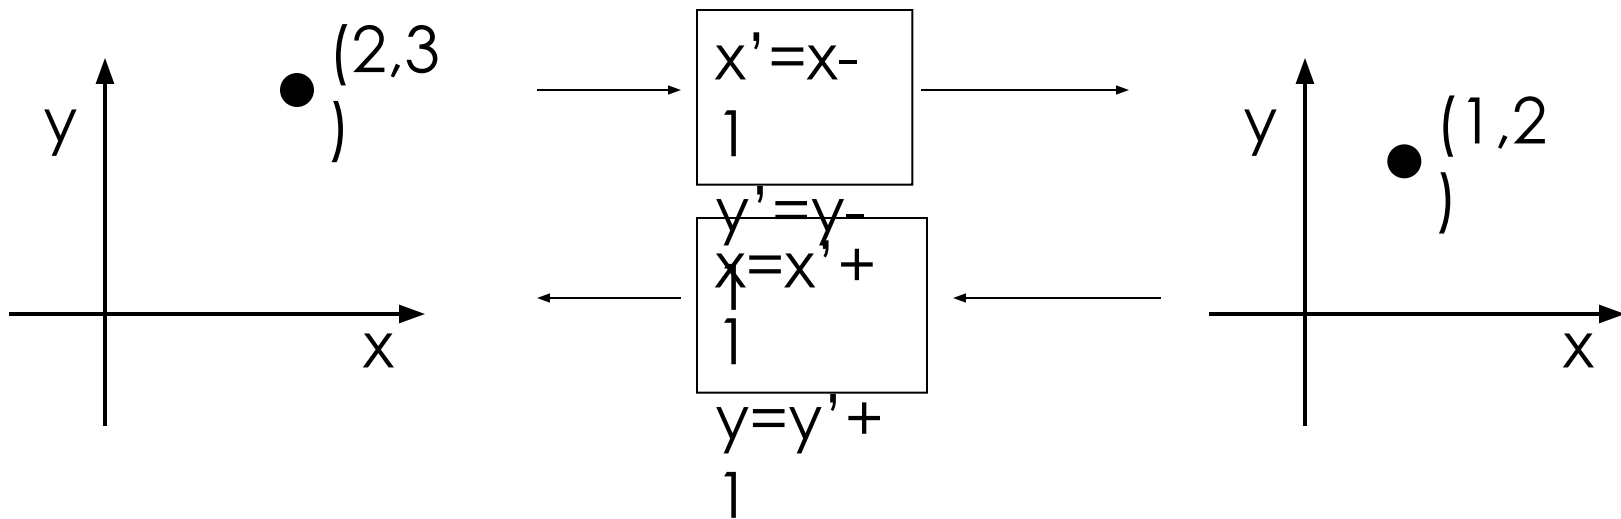 y
(2,3
)
x
x'=x-
1
y'=y-
1
x=x'+
1
y=y'+
1
y
(1,2
)
x